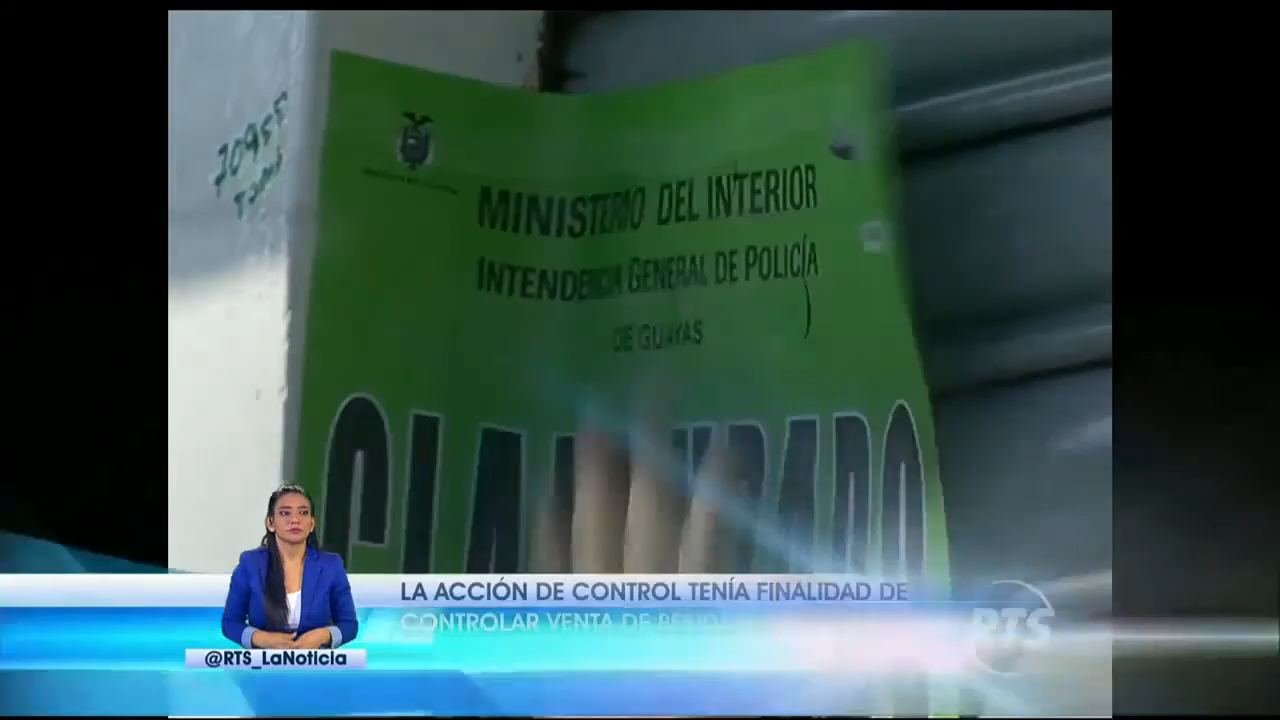 MINISTERIO DEL INTERIOR
INTENDENCIA GENERAL DE POLICÍA
DE GUAYAS
CLAUSURADO
LA ACCIÓN DE CONTROL TENÍA FINALIDAD DE
CONTROLAR VENTA DE
RTS
@RTS_LaNoticia